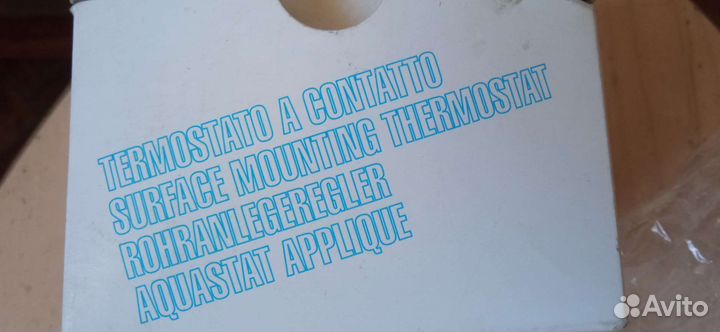 TERMOSTATO A CONTATTO
SURFACE MOUNTING THERMOSTAT
ROHRANLEGEREGLER
AQUASTAT APPLIQUE
Avito